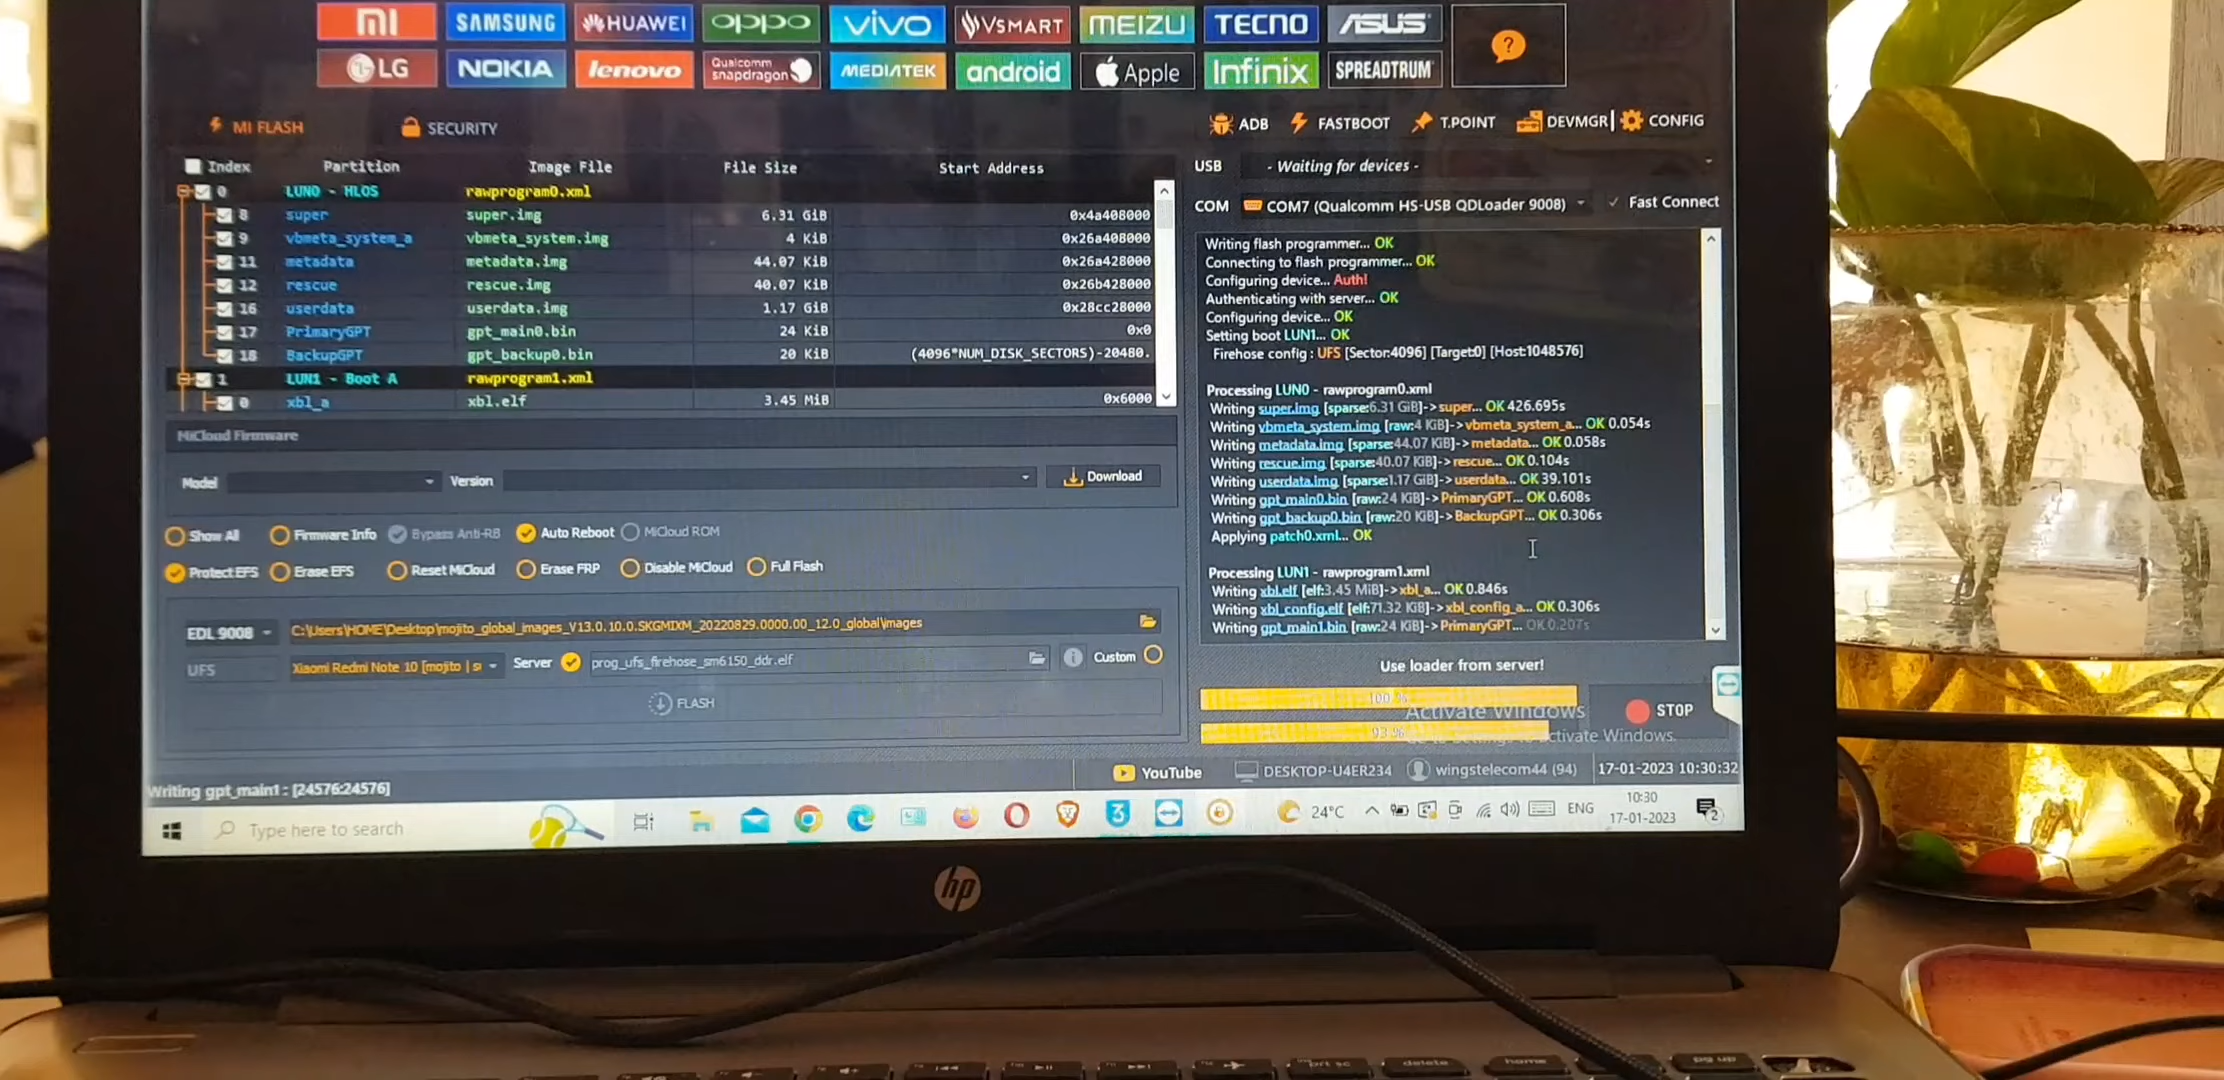 mi SAMSUNG HUAWEI oppo vivo VSMART MEIZU TECNO ASUS
LG NOKIA lenovo Qualcomm snapdragon MEDIATEK android Apple Infinix SPREADTRUM
?
MI FLASH SECURITY
ADB FASTBOOT T.POINT DEVMGR CONFIG
Index Partition Image File File Size Start Address
0 LUN0 - HLOS rawprogram0.xml
8 super super.img 6.31 GiB 0x4a408000
9 vbmeta_system_a vbmeta_system.img 4 KiB 0x26a408000
11 metadata metadata.img 44.07 KiB 0x26a428000
12 rescue rescue.img 40.07 KiB 0x26b428000
16 userdata userdata.img 1.17 GiB 0x28cc28000
17 PrimaryGPT gpt_main0.bin 24 KiB 0x0
18 BackupGPT gpt_backup0.bin 20 KiB (4096*NUM_DISK_SECTORS)-20480.
1 LUN1 - Boot A rawprogram1.xml
0 xbl_a xbl.elf 3.45 MiB 0x6000
MiCloud Firmware
Model Version Download
Show All Firmware Info Bypass Anti-RB Auto Reboot MiCloud ROM
Protect EFS Erase EFS Reset MiCloud Erase FRP Disable MiCloud Full Flash
EDL 9008 C:\Users\HOME\Desktop\mojito_global_images_V13.0.10.0.SKGMIXM_20220829.0000.00_12.0_global\images
UFS Xiaomi Redmi Note 10 [mojito | s Server prog_ufs_firehose_sm6150_ddr.elf Custom
FLASH
USB - Waiting for devices -
COM COM7 (Qualcomm HS-USB QDLoader 9008) Fast Connect
Writing flash programmer... OK
Connecting to flash programmer... OK
Configuring device... Auth!
Authenticating with server... OK
Configuring device... OK
Setting boot LUN1... OK
Firehose config : UFS [Sector:4096] [Target:0] [Host:1048576]
Processing LUN0 - rawprogram0.xml
Writing super.img [sparse:6.31 GiB]->super... OK 426.695s
Writing vbmeta_system.img [raw:4 KiB]->vbmeta_system_a... OK 0.054s
Writing metadata.img [sparse:44.07 KiB]->metadata... OK 0.058s
Writing rescue.img [sparse:40.07 KiB]->rescue... OK 0.104s
Writing userdata.img [sparse:1.17 GiB]->userdata... OK 39.101s
Writing gpt_main0.bin [raw:24 KiB]->PrimaryGPT... OK 0.608s
Writing gpt_backup0.bin [raw:20 KiB]->BackupGPT... OK 0.306s
Applying patch0.xml... OK
Processing LUN1 - rawprogram1.xml
Writing xbl.elf [elf:3.45 MiB]->xbl_a... OK 0.846s
Writing xbl_config.elf [elf:71.32 KiB]->xbl_config_a... OK 0.306s
Writing gpt_main1.bin [raw:24 KiB]->PrimaryGPT... OK 0.207s
Use loader from server!
100 %
93 %
Activate Windows
Activate Windows.
STOP
Writing gpt_main1 : [24576:24576] YouTube DESKTOP-U4ER234 wingstelecom44 (94) 17-01-2023 10:30:32
Type here to search 3 24°C ENG 10:30
17-01-2023 2
hp
delete home pg up